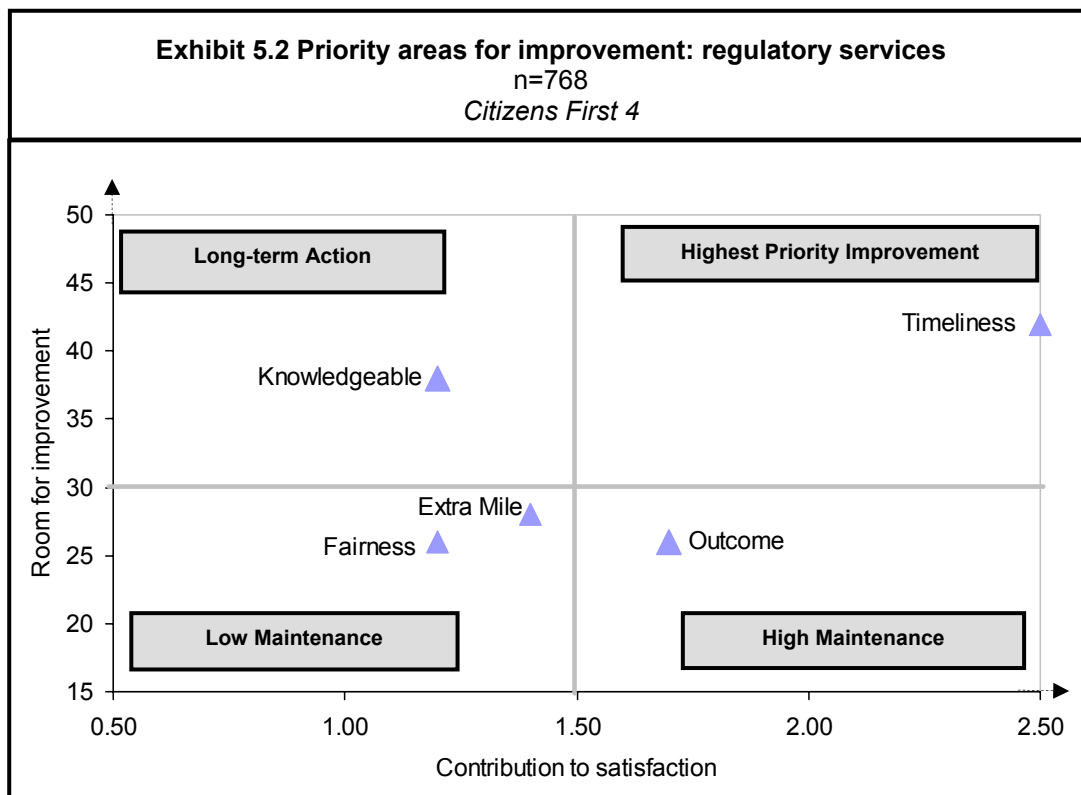 Exhibit 5.2 Priority areas for improvement: regulatory services
n=768
Citizens First 4
Room for improvement
50
45
40
35
30
25
20
15
Long-term Action
Highest Priority Improvement
Timeliness
Knowledgeable
Extra Mile
Fairness
Outcome
Low Maintenance
High Maintenance
0.50 1.00 1.50 2.00 2.50
Contribution to satisfaction